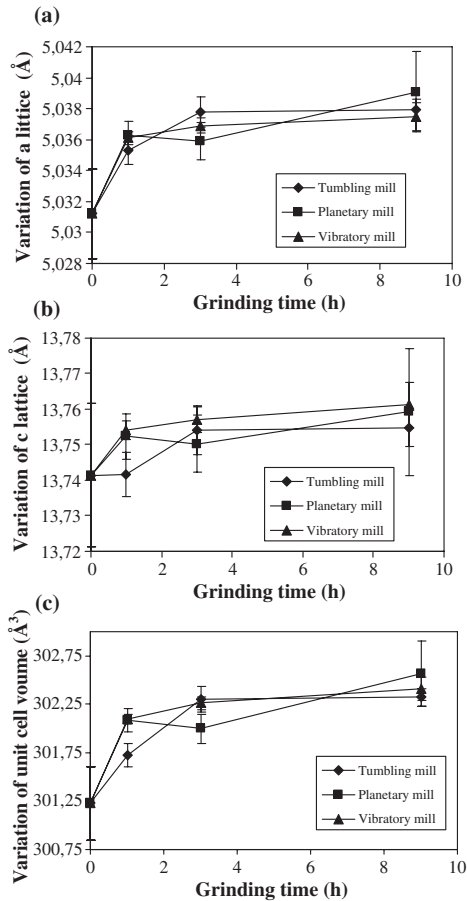 (a)
Variation of a littice (Å)
5,042
5,04
5,038
5,036
5,034
5,032
5,03
5,028
Tumbling mill
Planetary mill
Vibratory mill
0 2 4 6 8 10
Grinding time (h)
(b)
Variation of c lattice (Å)
13,78
13,77
13,76
13,75
13,74
13,73
13,72
Tumbling mill
Planetary mill
Vibratory mill
0 2 4 6 8 10
Grinding time (h)
(c)
Variation of unit cell voume (Å³)
302,75
302,25
301,75
301,25
300,75
Tumbling mill
Planetary mill
Vibratory mill
0 2 4 6 8 10
Grinding time (h)